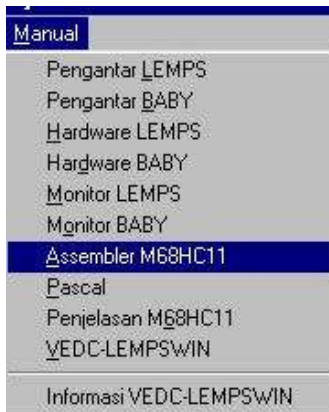 Manual
Pengantar LEMPS
Pengantar BABY
Hardware LEMPS
Hardware BABY
Monitor LEMPS
Monitor BABY
Assembler M68HC11
Pascal
Penjelasan M68HC11
VEDC-LEMPSWIN
Informasi VEDC-LEMPSWIN